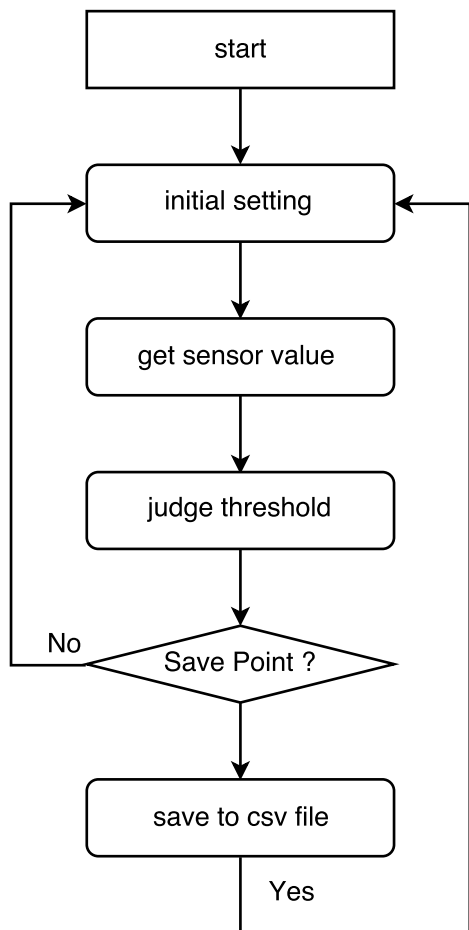 start
initial setting
get sensor value
judge threshold
No
Save Point ?
save to csv file
Yes